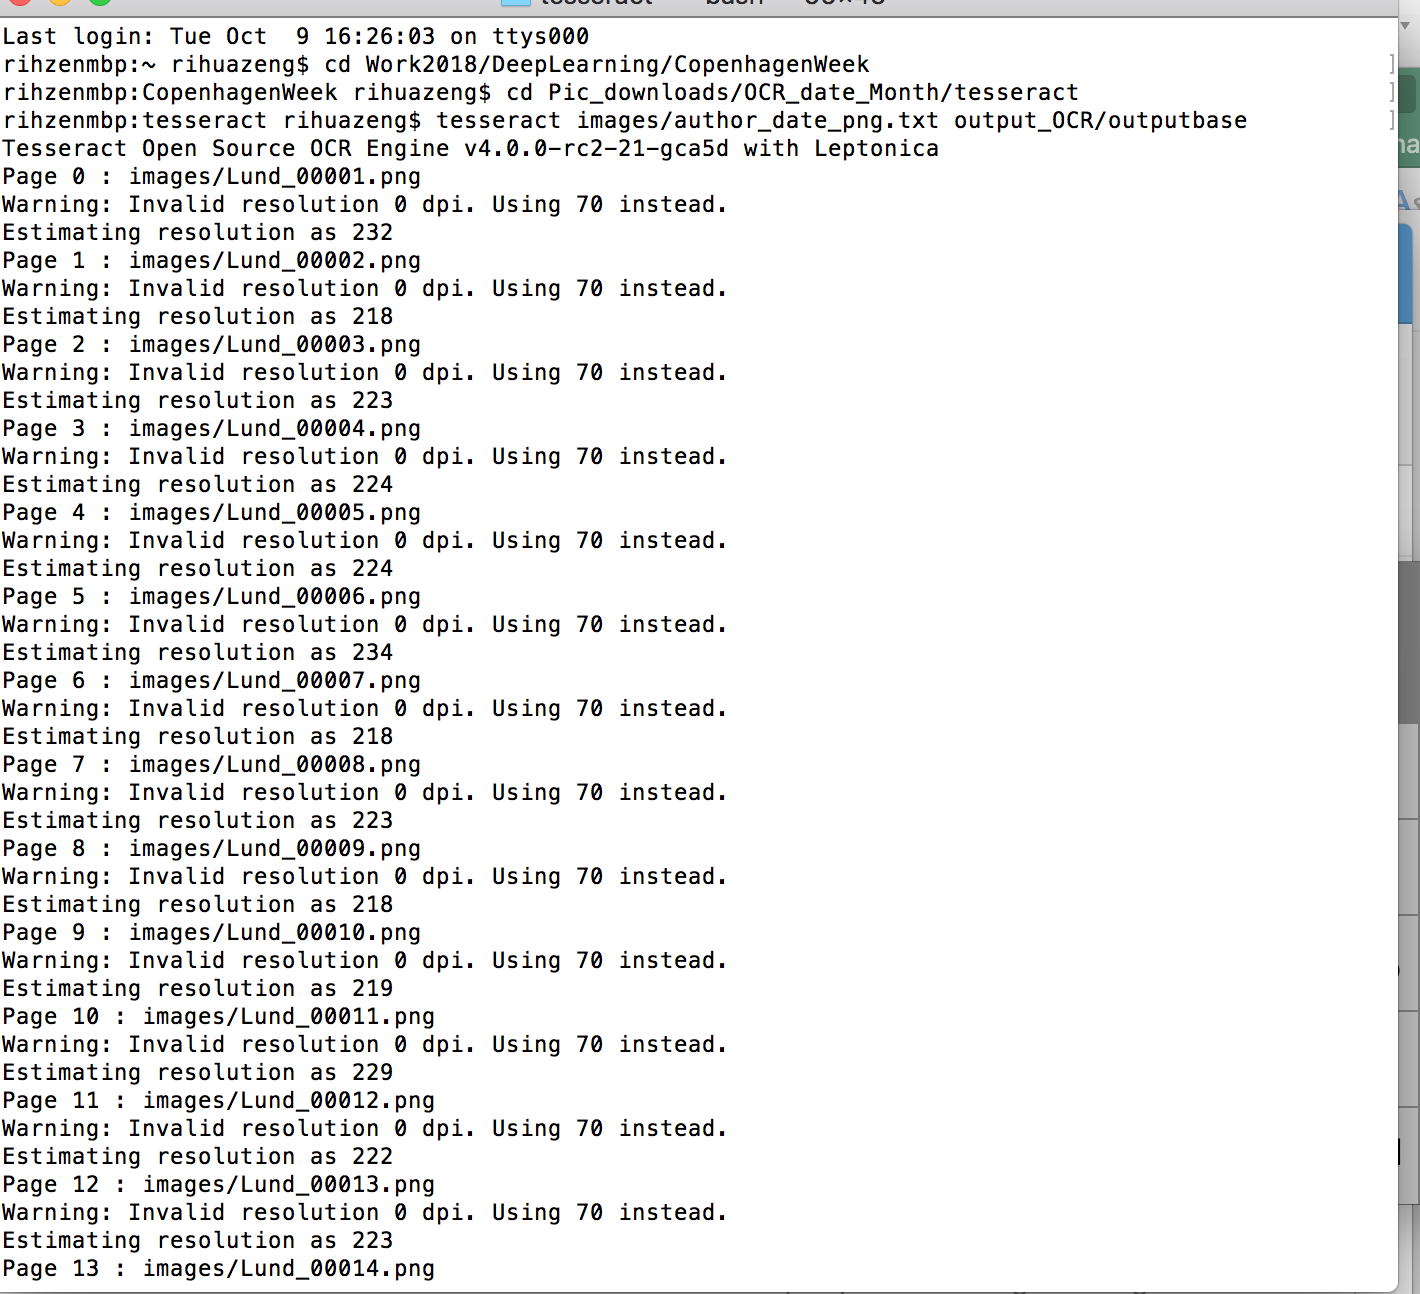 Last login: Tue Oct  9 16:26:03 on ttys000
rihzenmbp:~ rihuazeng$ cd Work2018/DeepLearning/CopenhagenWeek
rihzenmbp:CopenhagenWeek rihuazeng$ cd Pic_downloads/OCR_date_Month/tesseract
rihzenmbp:tesseract rihuazeng$ tesseract images/author_date_png.txt output_OCR/outputbase
Tesseract Open Source OCR Engine v4.0.0-rc2-21-gca5d with Leptonica
Page 0 : images/Lund_00001.png
Warning: Invalid resolution 0 dpi. Using 70 instead.
Estimating resolution as 232
Page 1 : images/Lund_00002.png
Warning: Invalid resolution 0 dpi. Using 70 instead.
Estimating resolution as 218
Page 2 : images/Lund_00003.png
Warning: Invalid resolution 0 dpi. Using 70 instead.
Estimating resolution as 223
Page 3 : images/Lund_00004.png
Warning: Invalid resolution 0 dpi. Using 70 instead.
Estimating resolution as 224
Page 4 : images/Lund_00005.png
Warning: Invalid resolution 0 dpi. Using 70 instead.
Estimating resolution as 224
Page 5 : images/Lund_00006.png
Warning: Invalid resolution 0 dpi. Using 70 instead.
Estimating resolution as 234
Page 6 : images/Lund_00007.png
Warning: Invalid resolution 0 dpi. Using 70 instead.
Estimating resolution as 218
Page 7 : images/Lund_00008.png
Warning: Invalid resolution 0 dpi. Using 70 instead.
Estimating resolution as 223
Page 8 : images/Lund_00009.png
Warning: Invalid resolution 0 dpi. Using 70 instead.
Estimating resolution as 218
Page 9 : images/Lund_00010.png
Warning: Invalid resolution 0 dpi. Using 70 instead.
Estimating resolution as 219
Page 10 : images/Lund_00011.png
Warning: Invalid resolution 0 dpi. Using 70 instead.
Estimating resolution as 229
Page 11 : images/Lund_00012.png
Warning: Invalid resolution 0 dpi. Using 70 instead.
Estimating resolution as 222
Page 12 : images/Lund_00013.png
Warning: Invalid resolution 0 dpi. Using 70 instead.
Estimating resolution as 223
Page 13 : images/Lund_00014.png